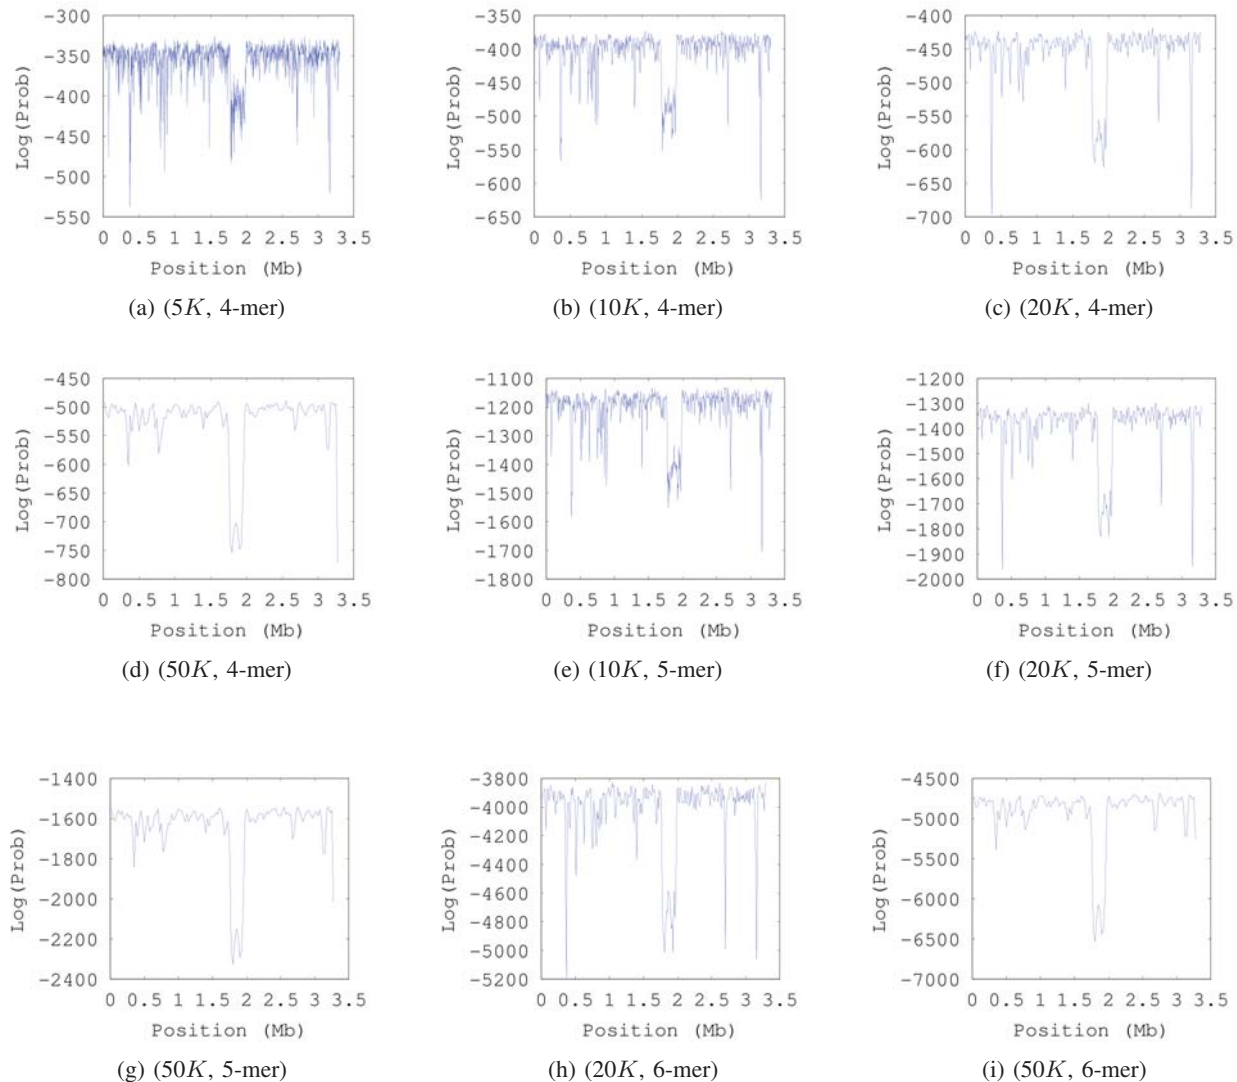 -300
-350
-400
-450
-500
-550
Log(Prob)
0 0.5 1 1.5 2 2.5 3 3.5
Position (Mb)
(a) (5K, 4-mer)
-350
-400
-450
-500
-550
-600
-650
Log(Prob)
0 0.5 1 1.5 2 2.5 3 3.5
Position (Mb)
(b) (10K, 4-mer)
-400
-450
-500
-550
-600
-650
-700
Log(Prob)
0 0.5 1 1.5 2 2.5 3 3.5
Position (Mb)
(c) (20K, 4-mer)
-450
-500
-550
-600
-650
-700
-750
-800
Log(Prob)
0 0.5 1 1.5 2 2.5 3 3.5
Position (Mb)
(d) (50K, 4-mer)
-1100
-1200
-1300
-1400
-1500
-1600
-1700
-1800
Log(Prob)
0 0.5 1 1.5 2 2.5 3 3.5
Position (Mb)
(e) (10K, 5-mer)
-1200
-1300
-1400
-1500
-1600
-1700
-1800
-1900
-2000
Log(Prob)
0 0.5 1 1.5 2 2.5 3 3.5
Position (Mb)
(f) (20K, 5-mer)
-1400
-1600
-1800
-2000
-2200
-2400
Log(Prob)
0 0.5 1 1.5 2 2.5 3 3.5
Position (Mb)
(g) (50K, 5-mer)
-3800
-4000
-4200
-4400
-4600
-4800
-5000
-5200
Log(Prob)
0 0.5 1 1.5 2 2.5 3 3.5
Position (Mb)
(h) (20K, 6-mer)
-4500
-5000
-5500
-6000
-6500
-7000
Log(Prob)
0 0.5 1 1.5 2 2.5 3 3.5
Position (Mb)
(i) (50K, 6-mer)